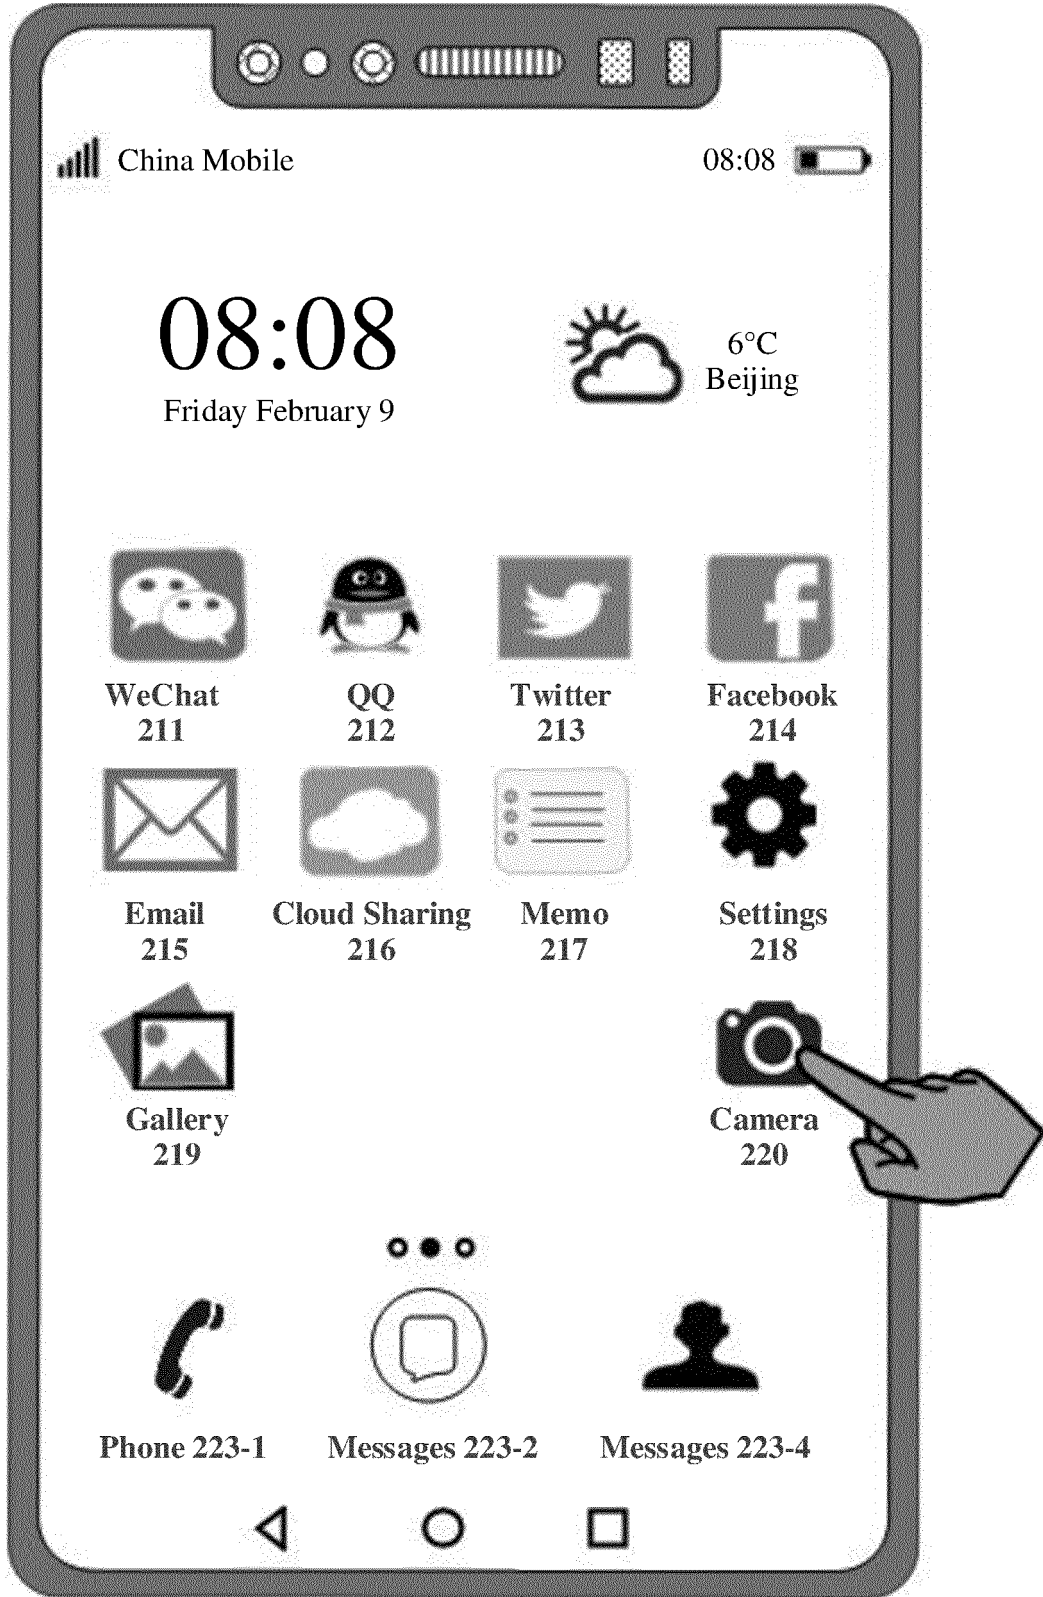 China Mobile 08:08
08:08
Friday February 9
6°C
Beijing
WeChat QQ Twitter Facebook
211 212 213 214
Email Cloud Sharing Memo Settings
215 216 217 218
Gallery Camera
219 220
Phone 223-1 Messages 223-2 Messages 223-4